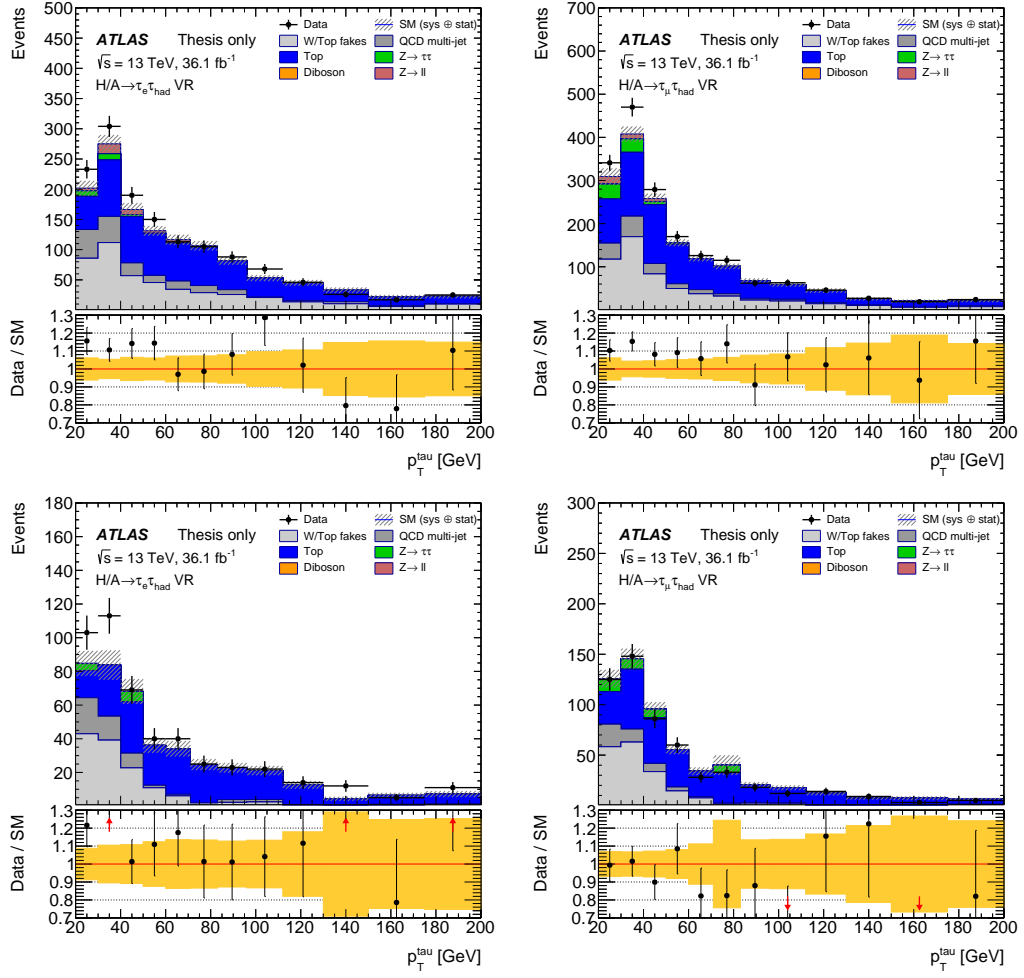 Events
500
450
400
350
300
250
200
150
100
50
ATLAS Thesis only
√s = 13 TeV, 36.1 fb⁻¹
H/A→τₑτ_had VR
Data
SM (sys ⊕ stat)
W/Top fakes
QCD multi-jet
Top
Z→ ττ
Diboson
Z→ ll
Data / SM
1.3
1.2
1.1
1
0.9
0.8
0.7
20 40 60 80 100 120 140 160 180 200
p_T^tau [GeV]
Events
700
600
500
400
300
200
100
ATLAS Thesis only
√s = 13 TeV, 36.1 fb⁻¹
H/A→τ_μτ_had VR
Data
SM (sys ⊕ stat)
W/Top fakes
QCD multi-jet
Top
Z→ ττ
Diboson
Z→ ll
Data / SM
1.3
1.2
1.1
1
0.9
0.8
0.7
20 40 60 80 100 120 140 160 180 200
p_T^tau [GeV]
Events
180
160
140
120
100
80
60
40
20
ATLAS Thesis only
√s = 13 TeV, 36.1 fb⁻¹
H/A→τₑτ_had VR
Data
SM (sys ⊕ stat)
W/Top fakes
QCD multi-jet
Top
Z→ ττ
Diboson
Z→ ll
Data / SM
1.3
1.2
1.1
1
0.9
0.8
0.7
20 40 60 80 100 120 140 160 180 200
p_T^tau [GeV]
Events
300
250
200
150
100
50
ATLAS Thesis only
√s = 13 TeV, 36.1 fb⁻¹
H/A→τ_μτ_had VR
Data
SM (sys ⊕ stat)
W/Top fakes
QCD multi-jet
Top
Z→ ττ
Diboson
Z→ ll
Data / SM
1.3
1.2
1.1
1
0.9
0.8
0.7
20 40 60 80 100 120 140 160 180 200
p_T^tau [GeV]